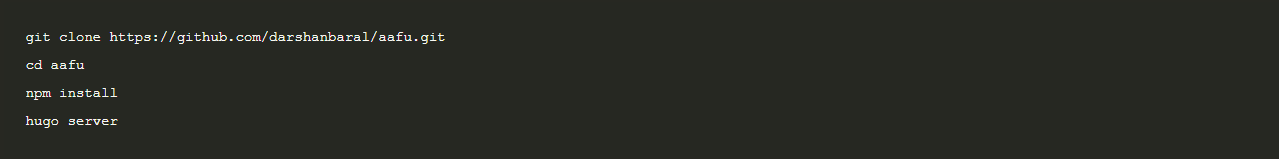 git clone https://github.com/darshanbaral/aafu.git
cd aafu
npm install
hugo server